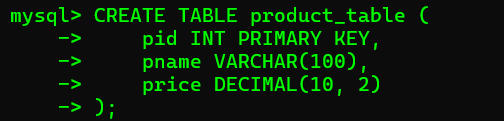 mysql> CREATE TABLE product_table (
    ->     pid INT PRIMARY KEY,
    ->     pname VARCHAR(100),
    ->     price DECIMAL(10, 2)
    -> );